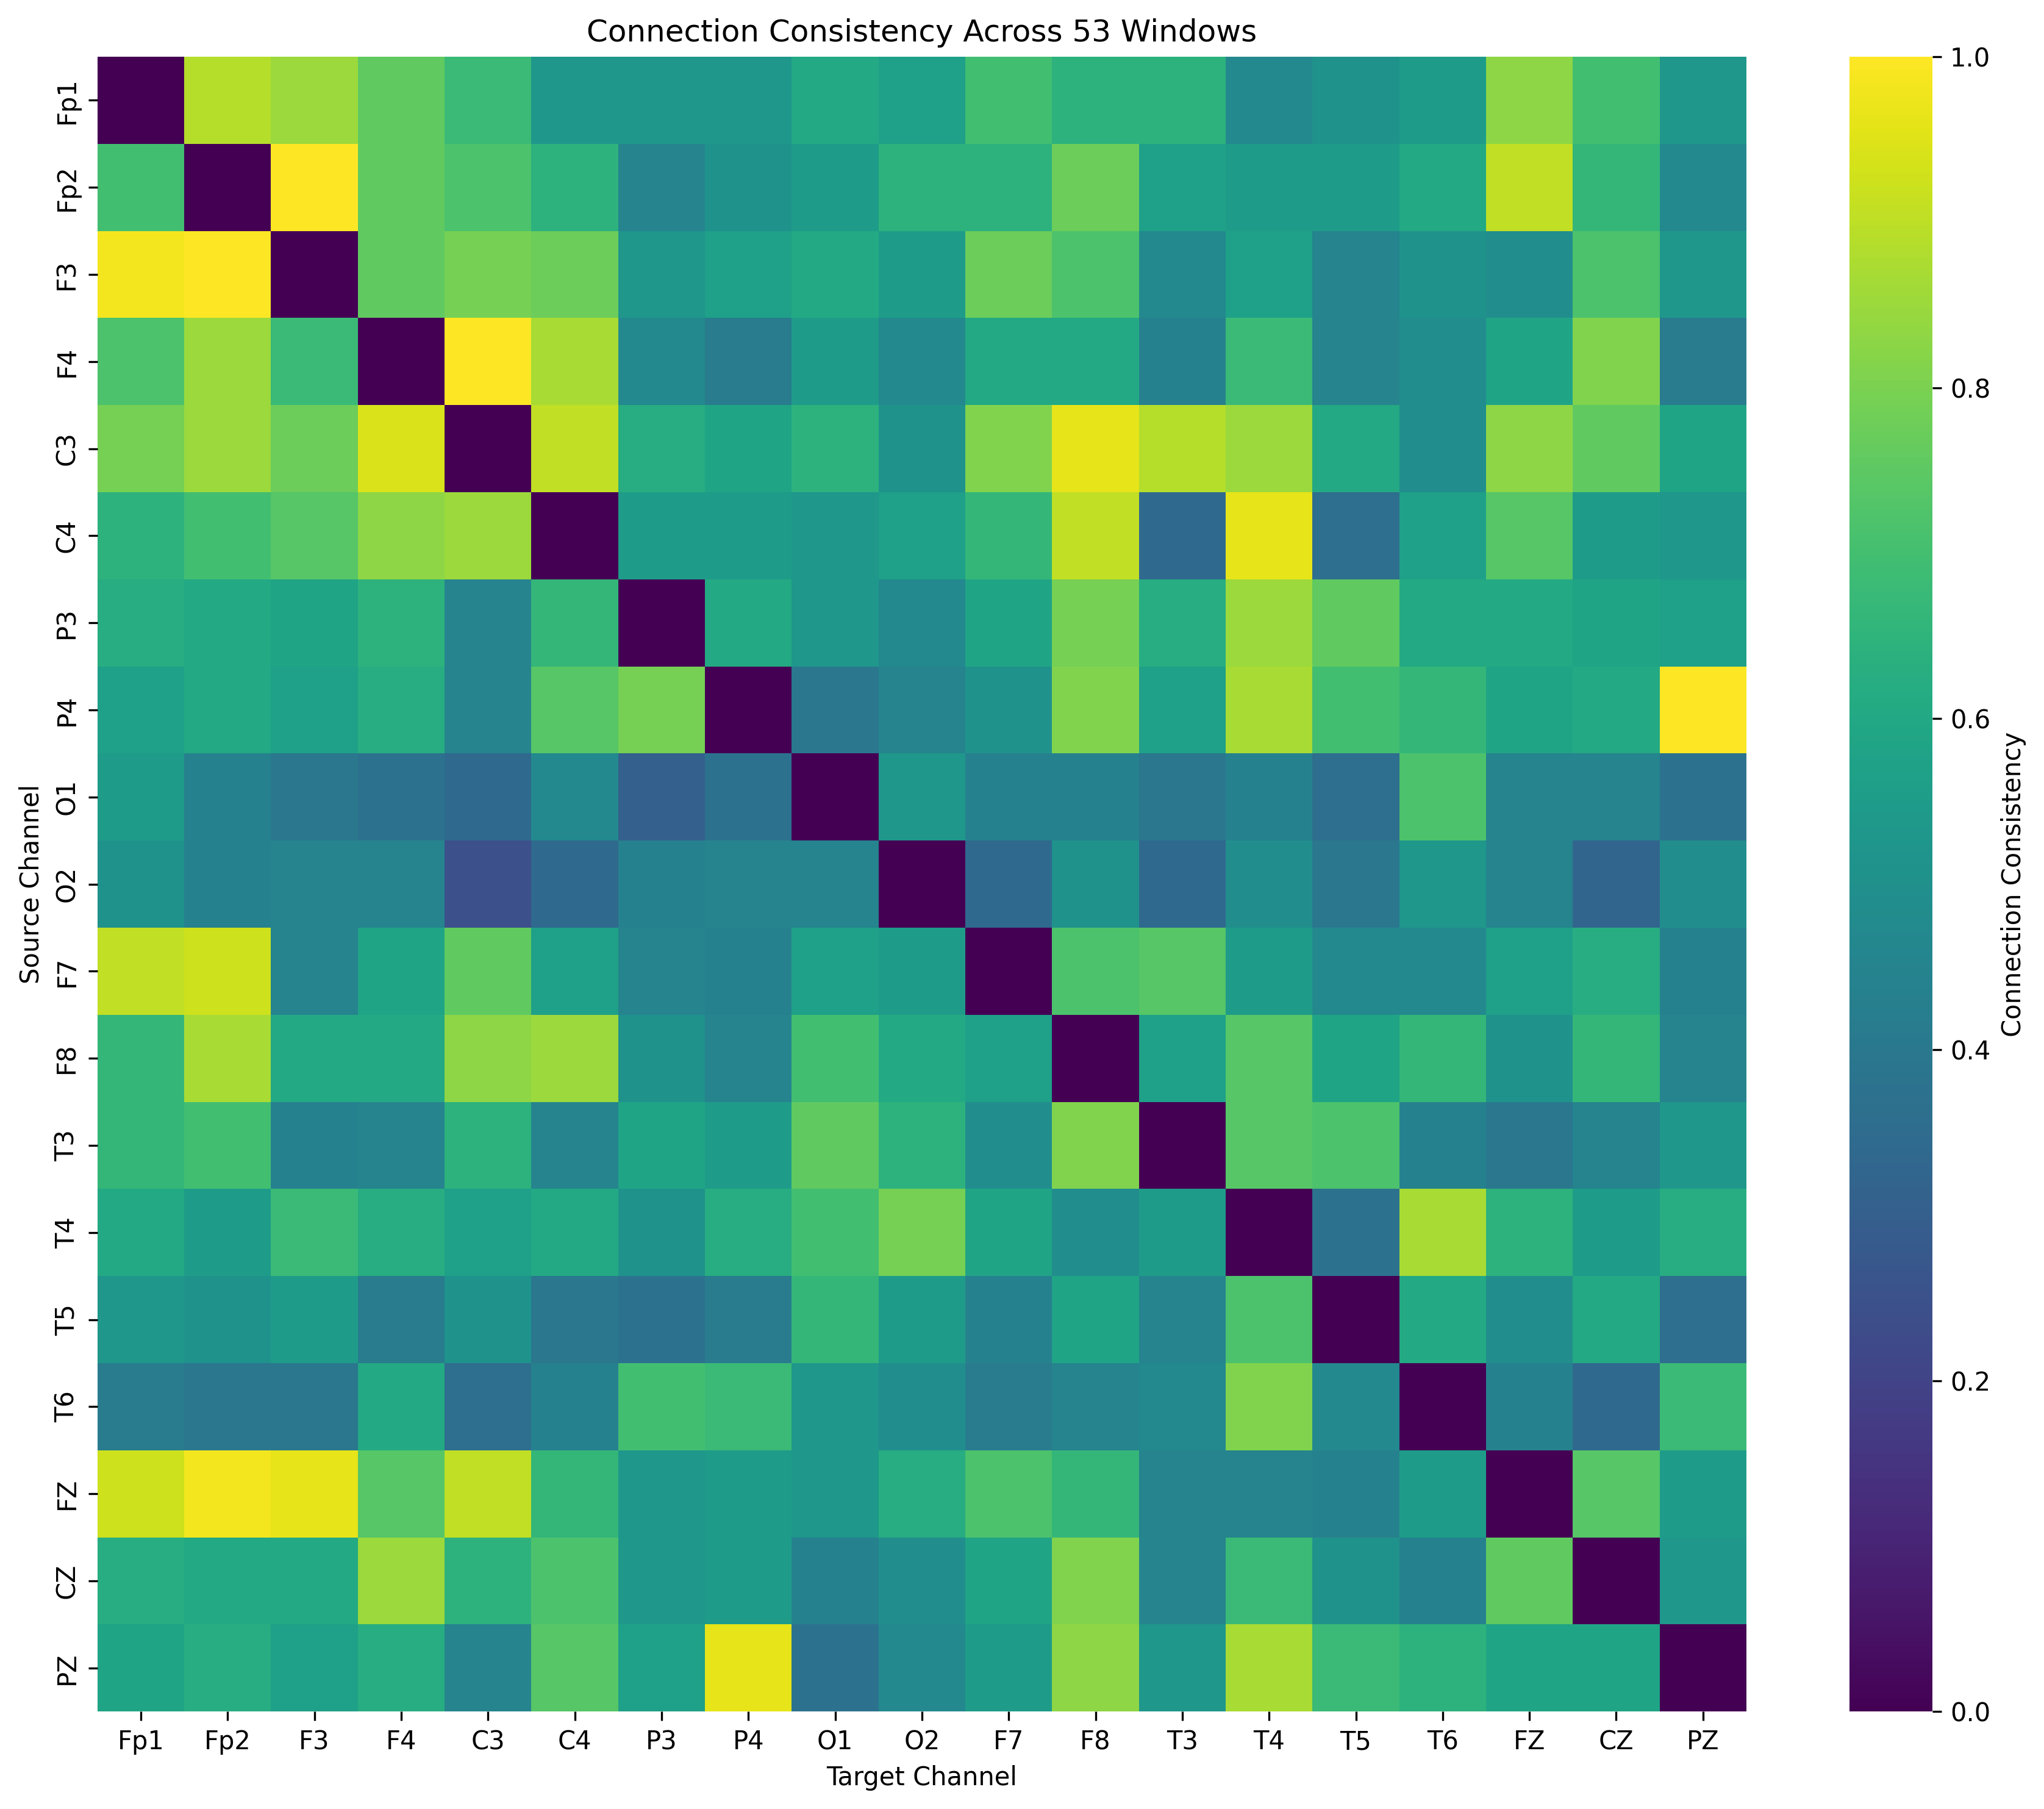 Connection Consistency Across 53 Windows
Source Channel
Fp1
Fp2
F3
F4
C3
C4
P3
P4
O1
O2
F7
F8
T3
T4
T5
T6
FZ
CZ
PZ
Fp1 Fp2 F3 F4 C3 C4 P3 P4 O1 O2 F7 F8 T3 T4 T5 T6 FZ CZ PZ
Target Channel
1.0
0.8
0.6
0.4
0.2
0.0
Connection Consistency